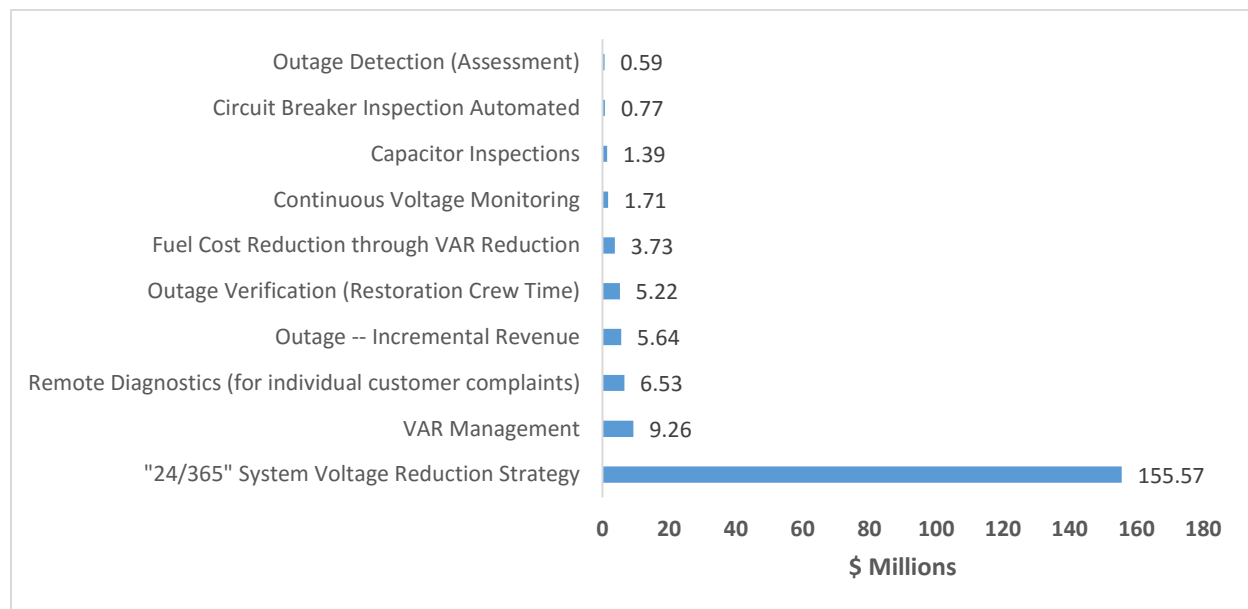 Outage Detection (Assessment) 0.59
Circuit Breaker Inspection Automated 0.77
Capacitor Inspections 1.39
Continuous Voltage Monitoring 1.71
Fuel Cost Reduction through VAR Reduction 3.73
Outage Verification (Restoration Crew Time) 5.22
Outage -- Incremental Revenue 5.64
Remote Diagnostics (for individual customer complaints) 6.53
VAR Management 9.26
"24/365" System Voltage Reduction Strategy 155.57
0 20 40 60 80 100 120 140 160 180
$ Millions